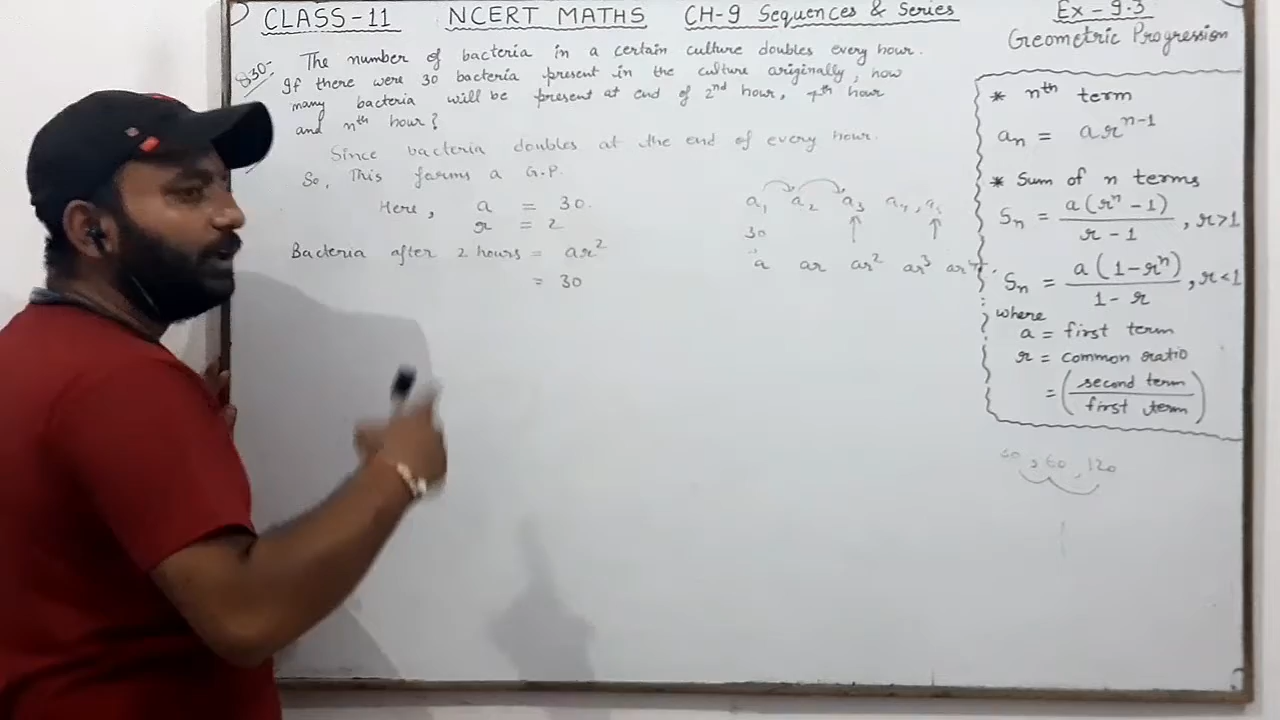 CLASS-11 NCERT MATHS CH-9 Sequences & Series Ex-9.3
Geometric Progression
Q30- The number of bacteria in a certain culture doubles every hour.
If there were 30 bacteria present in the culture originally, how
many bacteria will be present at end of 2nd hour, 4th hour
and nth hour?
Since bacteria doubles at the end of every hour.
So, This forms a G.P.
Here, a = 30.
r = 2
Bacteria after 2 hours = ar²
= 30
a₁ a₂ a₃ a₄, a₅
30
a ar ar² ar³ ar⁴
* nth term
aₙ = arⁿ⁻¹
* Sum of n terms
Sₙ = a(rⁿ - 1) / r - 1, r>1
Sₙ = a(1-rⁿ) / 1-r, r<1
where
a = first term
r = common ratio
= (second term / first term)
, 60, 120